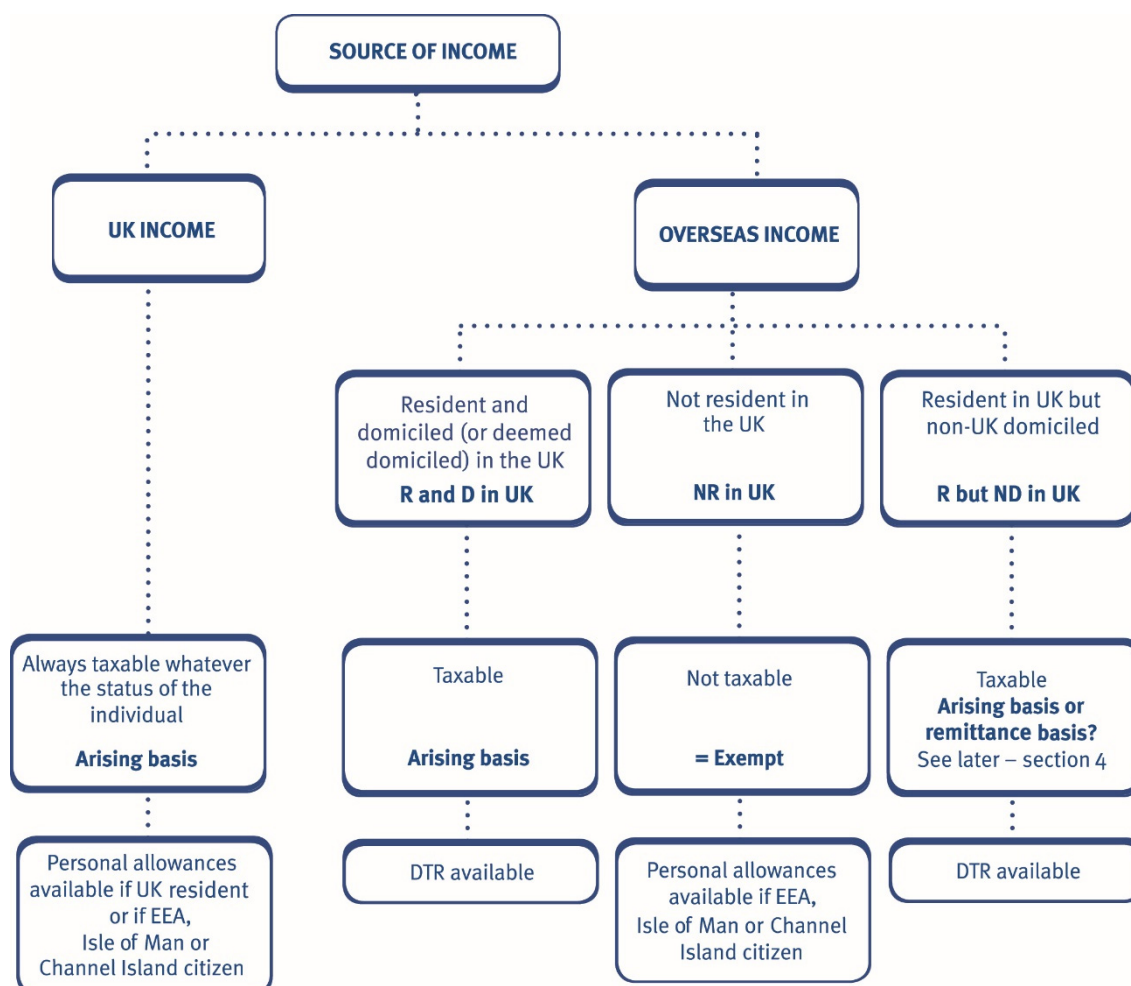 SOURCE OF INCOME
UK INCOME
OVERSEAS INCOME
Resident and
domiciled (or deemed
domiciled) in the UK
R and D in UK
Not resident in
the UK
NR in UK
Resident in UK but
non-UK domiciled
R but ND in UK
Always taxable whatever
the status of the
individual
Arising basis
Taxable
Arising basis
Not taxable
= Exempt
Taxable
Arising basis or
remittance basis?
See later – section 4
Personal allowances
available if UK resident
or if EEA,
Isle of Man or
Channel Island citizen
DTR available
Personal allowances
available if EEA,
Isle of Man or Channel
Island citizen
DTR available